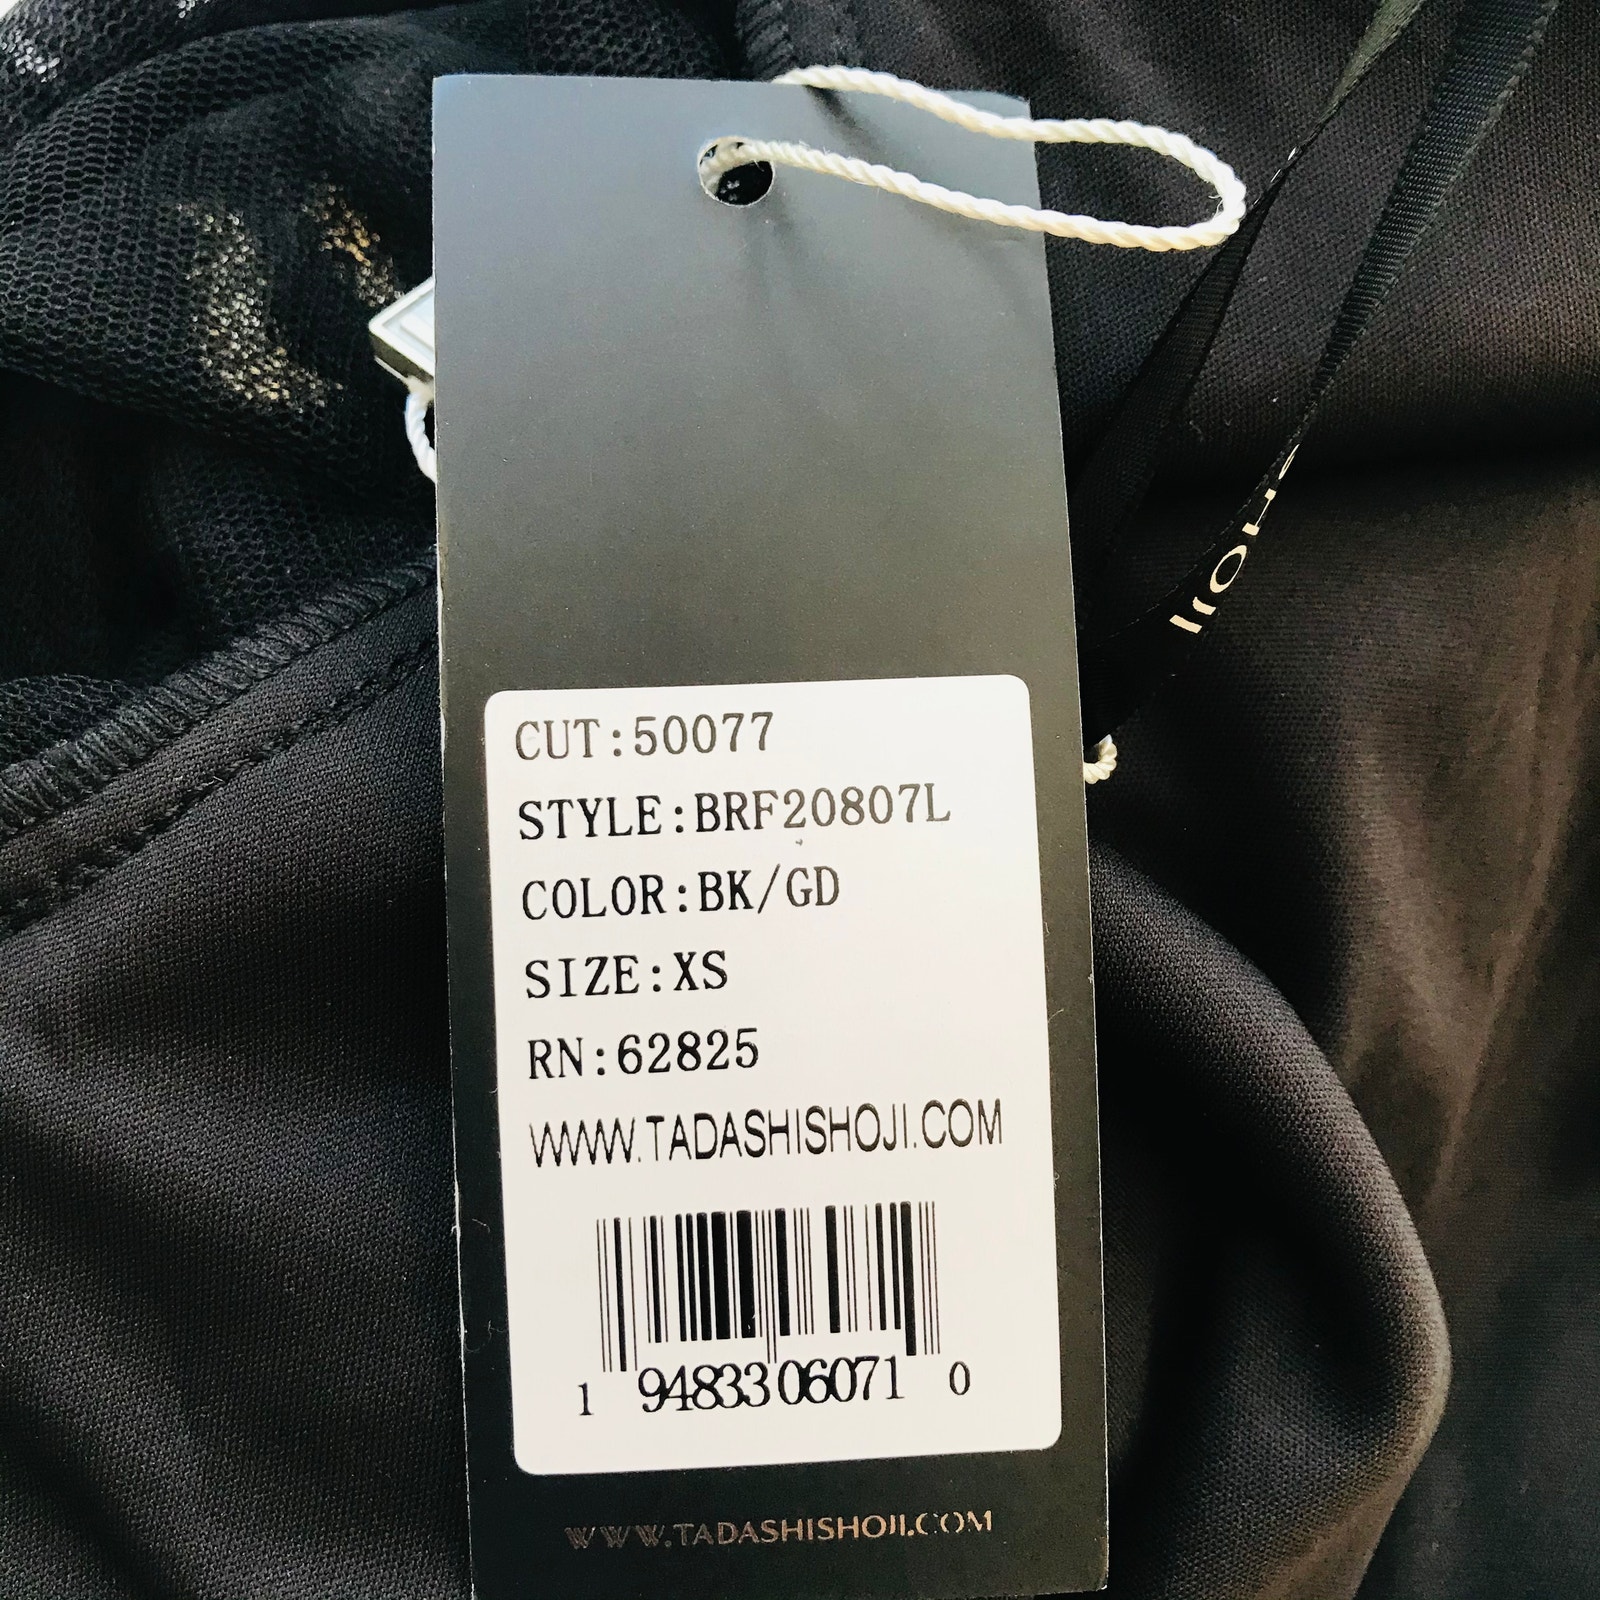 CUT:50077
STYLE:BRF20807L
COLOR:BK/GD
SIZE:XS
RN:62825
WWW.TADASHISHOJI.COM
1 94833 06071 0
WWW.TADASHISHOJI.COM